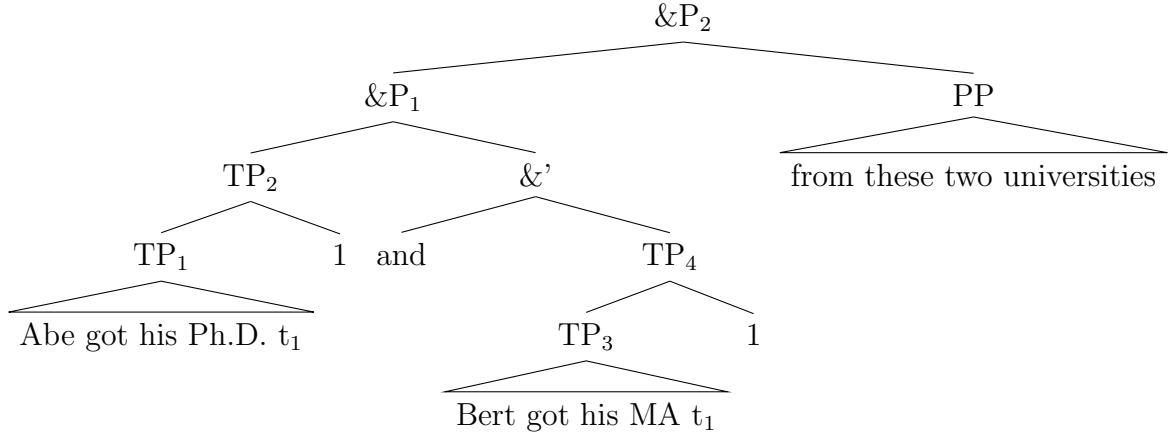 &P₂
&P₁ PP
TP₂ &’ from these two universities
TP₁ 1 and TP₄
Abe got his Ph.D. t₁ TP₃ 1
Bert got his MA t₁